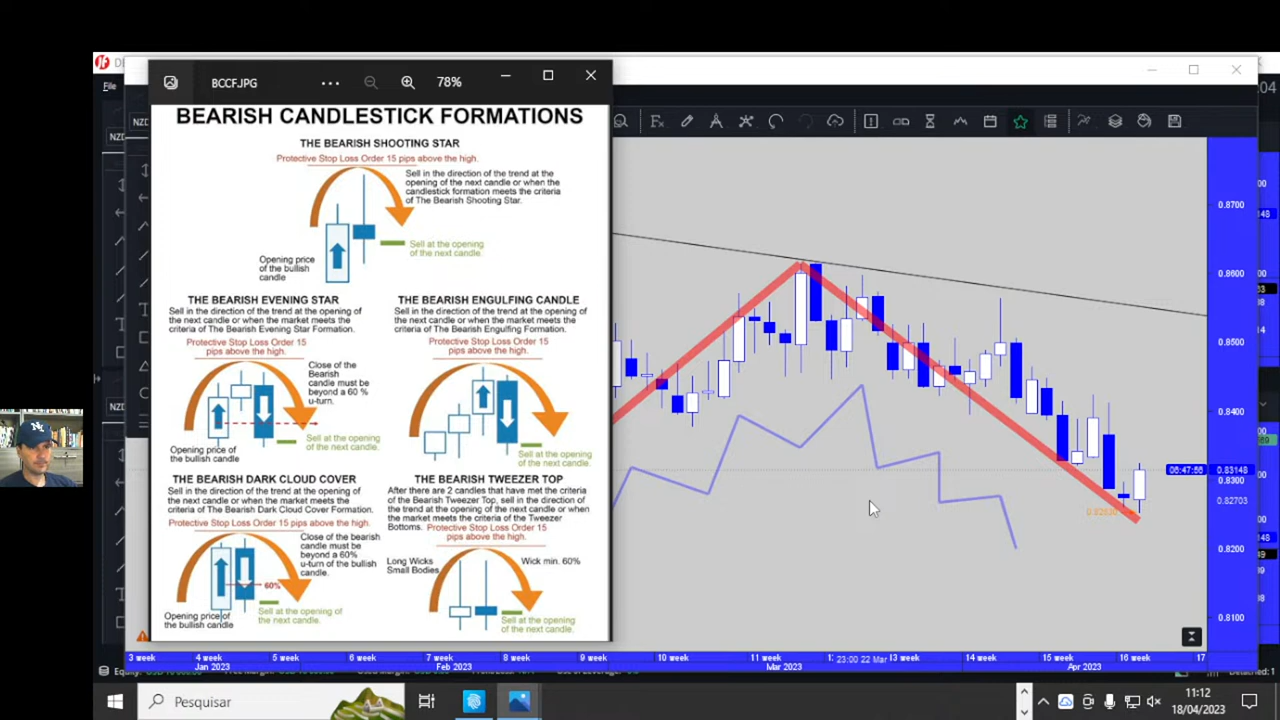 BCCF.JPG
78%
BEARISH CANDLESTICK FORMATIONS
THE BEARISH SHOOTING STAR
Protective Stop Loss Order 15 pips above the high.
Sell in the direction of the trend at the
opening of the next candle or when the
candlestick formation meets the criteria
of The Bearish Shooting Star.
Sell at the opening
of the next candle.
Opening price
of the bullish
candle
THE BEARISH EVENING STAR
Sell in the direction of the trend at the opening of
the next candle or when the market meets the
criteria of The Bearish Evening Star Formation.
Protective Stop Loss Order 15
pips above the high.
Close of the
Bearish
candle must be
beyond a 60 %
u-turn.
Sell at the opening
of the next candle.
Opening price of
the bullish candle
THE BEARISH ENGULFING CANDLE
Sell in the direction of the trend at the opening of
the next candle or when the market meets the
criteria of The Bearish Engulfing Formation.
Protective Stop Loss Order 15
pips above the high.
Sell at the opening
of the next candle.
THE BEARISH DARK CLOUD COVER
Sell in the direction of the trend at the opening of
the next candle or when the market meets the
criteria of The Bearish Dark Cloud Cover Formation.
Protective Stop Loss Order 15 pips above the high.
Close of the bearish
candle must be
beyond a 60%
u-turn of the bullish
candle.
60%
Sell at the opening of
the next candle.
Opening price of
the bullish candle
THE BEARISH TWEEZER TOP
After there are 2 candles that have met the criteria
of the Bearish Tweezer Top, sell in the direction of
the trend at the opening of the next candle or when
the market meets the criteria of the Tweezer
Bottoms. Protective Stop Loss Order 15
pips above the high.
Long Wicks
Small Bodies
Wick min. 60%
Sell at the opening
of the next candle.
File
NZD
0.8700
0.8600
0.8500
0.8400
0.83148
0.8300
0.82703
0.8200
0.8100
3 week
4 week
5 week
6 week
7 week
8 week
9 week
10 week
11 week
23:00 22 Mar
13 week
14 week
15 week
16 week
17
Jan 2023
Feb 2023
Mar 2023
Apr 2023
Equity:
Pesquisar
11:12
18/04/2023